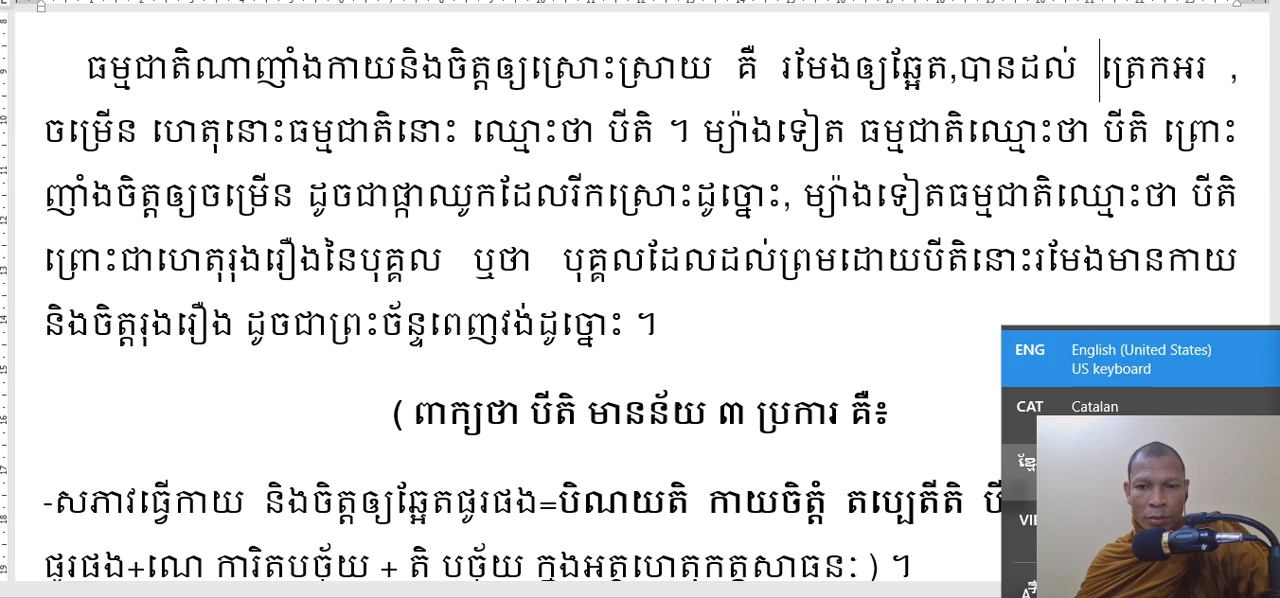 ធម្មជាតិណាញ៉ាំងកាយនិងចិត្តឲ្យស្រោះស្រាយ គឺ រមែងឲ្យឆ្អែត,បានដល់ ត្រេកអរ ,
ចម្រើន ហេតុនោះធម្មជាតិនោះ ឈ្មោះថា បីតិ ។ ម្យ៉ាងទៀត ធម្មជាតិឈ្មោះថា បីតិ ព្រោះ
ញ៉ាំងចិត្តឲ្យចម្រើន ដូចជាផ្កាឈូកដែលរីកស្រោះដូច្នោះ, ម្យ៉ាងទៀតធម្មជាតិឈ្មោះថា បីតិ
ព្រោះជាហេតុរុងរឿងនៃបុគ្គល ឬថា បុគ្គលដែលដល់ព្រមដោយបីតិនោះរមែងមានកាយ
និងចិត្តរុងរឿង ដូចជាព្រះច័ន្ទពេញវង់ដូច្នោះ ។
( ពាក្យថា បីតិ មានន័យ ៣ ប្រការ គឺ៖
-សភាវធ្វើកាយ និងចិត្តឲ្យឆ្អែតផូរផង=បិណយតិ កាយចិត្តំ តប្បេតីតិ បី
ផូរផង+ណេ ការិតបច្ច័យ + តិ បច្ច័យ ក្នុងអត្ថហេតុកត្តុសាធនៈ ) ។
ENG English (United States)
US keyboard
CAT Catalan